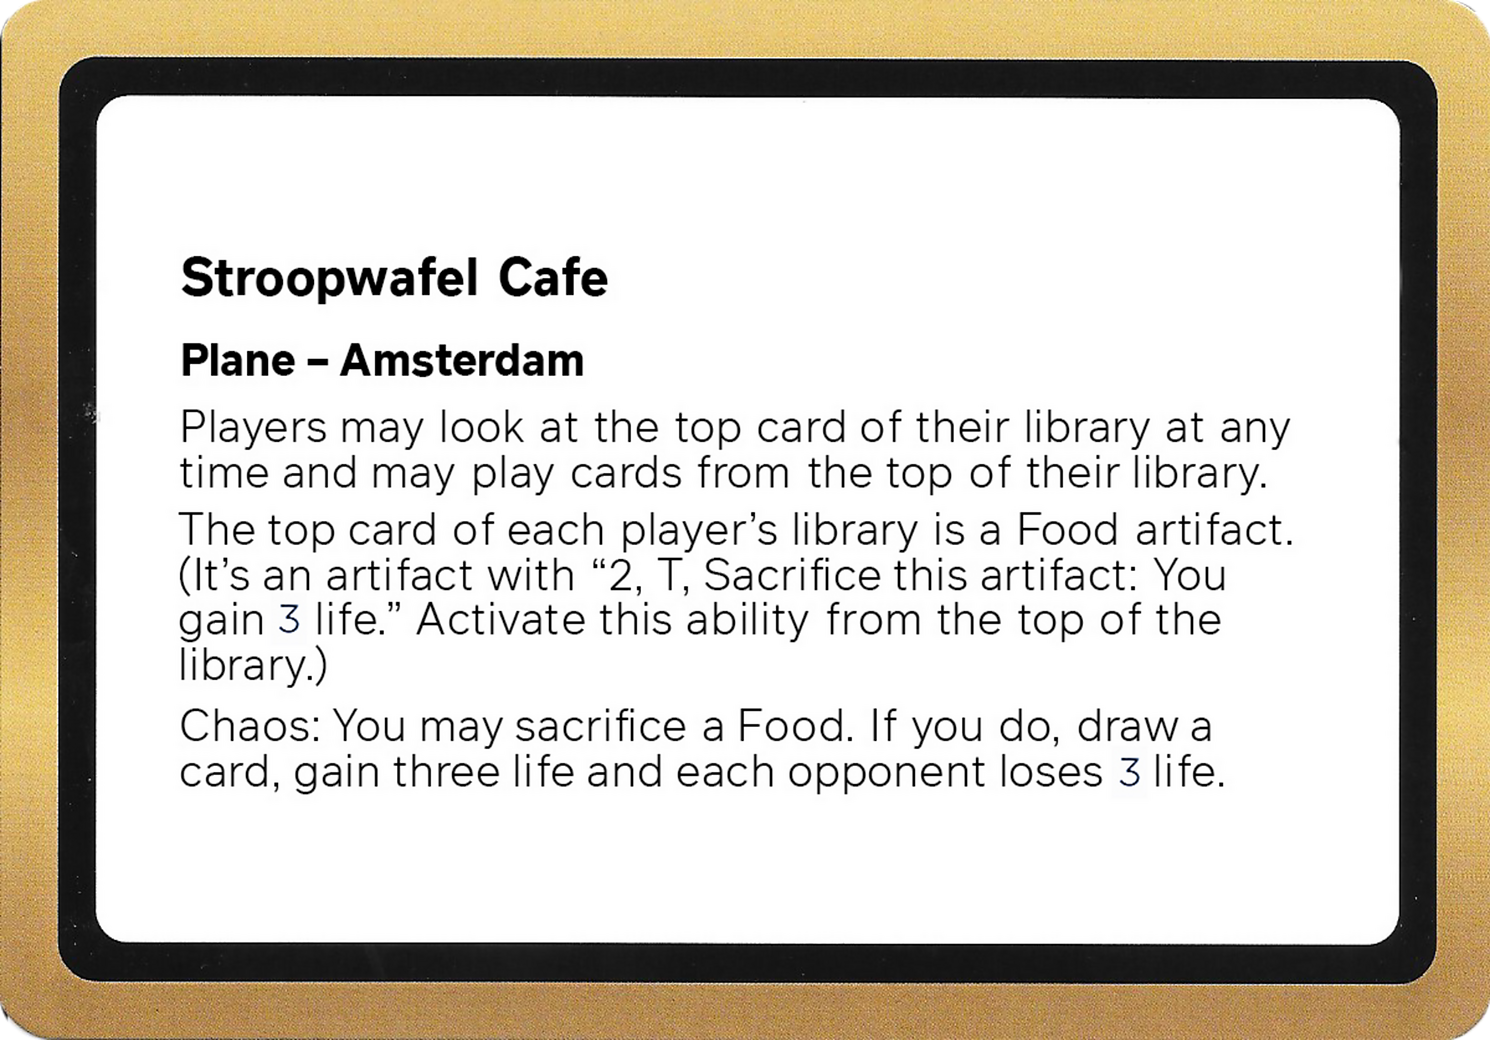 Stroopwafel Cafe
Plane – Amsterdam
Players may look at the top card of their library at any
time and may play cards from the top of their library.
The top card of each player’s library is a Food artifact.
(It’s an artifact with “2, T, Sacrifice this artifact: You
gain 3 life.” Activate this ability from the top of the
library.)
Chaos: You may sacrifice a Food. If you do, draw a
card, gain three life and each opponent loses 3 life.